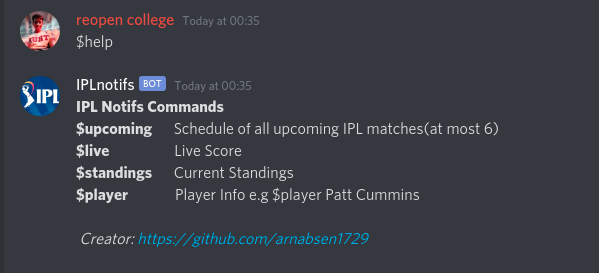 reopen college Today at 00:35
$help
IPL
IPLnotifs BOT Today at 00:35
IPL Notifs Commands
$upcoming Schedule of all upcoming IPL matches(at most 6)
$live Live Score
$standings Current Standings
$player Player Info e.g $player Patt Cummins
Creator: https://github.com/arnabsen1729